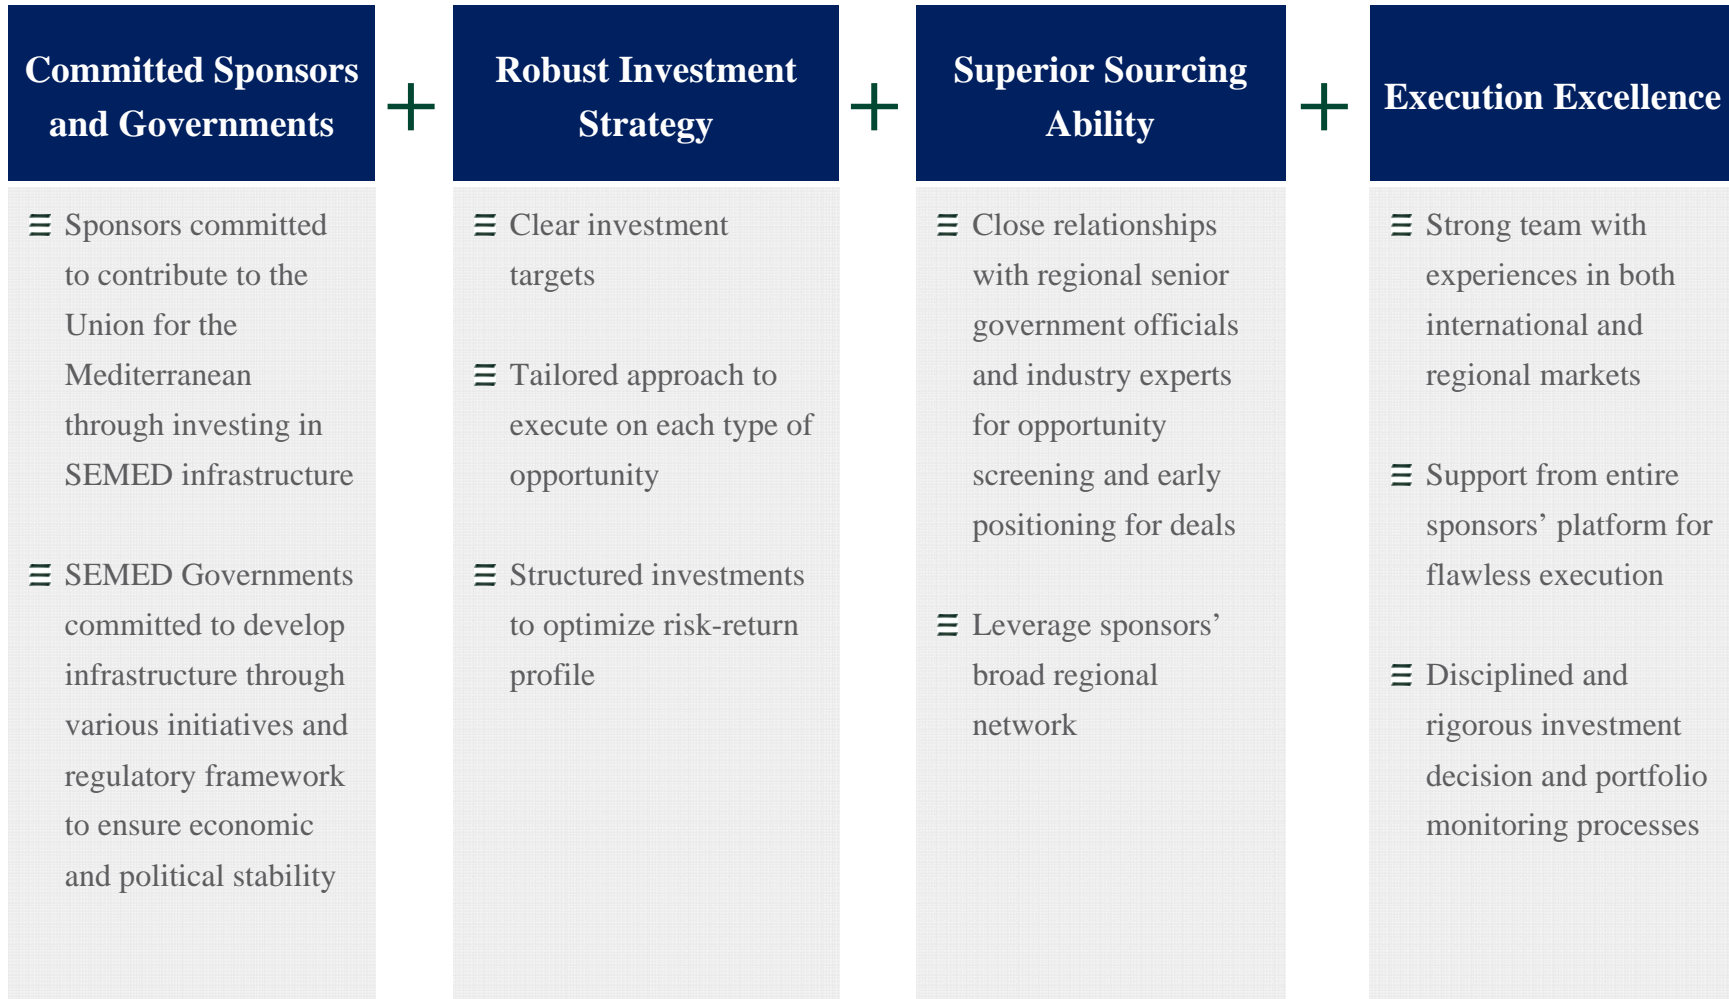 Committed Sponsors
and Governments
+
Robust Investment
Strategy
+
Superior Sourcing
Ability
+
Execution Excellence
Sponsors committed
to contribute to the
Union for the
Mediterranean
through investing in
SEMED infrastructure
SEMED Governments
committed to develop
infrastructure through
various initiatives and
regulatory framework
to ensure economic
and political stability
Clear investment
targets
Tailored approach to
execute on each type of
opportunity
Structured investments
to optimize risk-return
profile
Close relationships
with regional senior
government officials
and industry experts
for opportunity
screening and early
positioning for deals
Leverage sponsors’
broad regional
network
Strong team with
experiences in both
international and
regional markets
Support from entire
sponsors’ platform for
flawless execution
Disciplined and
rigorous investment
decision and portfolio
monitoring processes